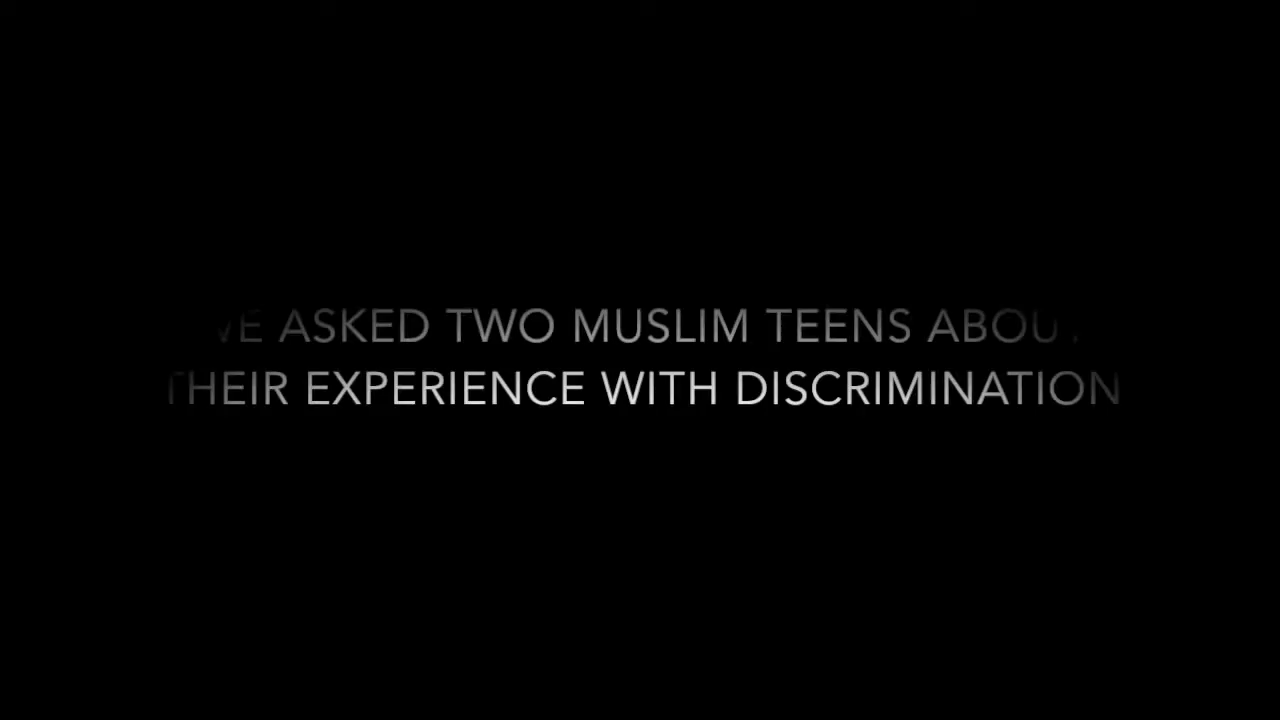 WE ASKED TWO MUSLIM TEENS ABOUT
THEIR EXPERIENCE WITH DISCRIMINATION